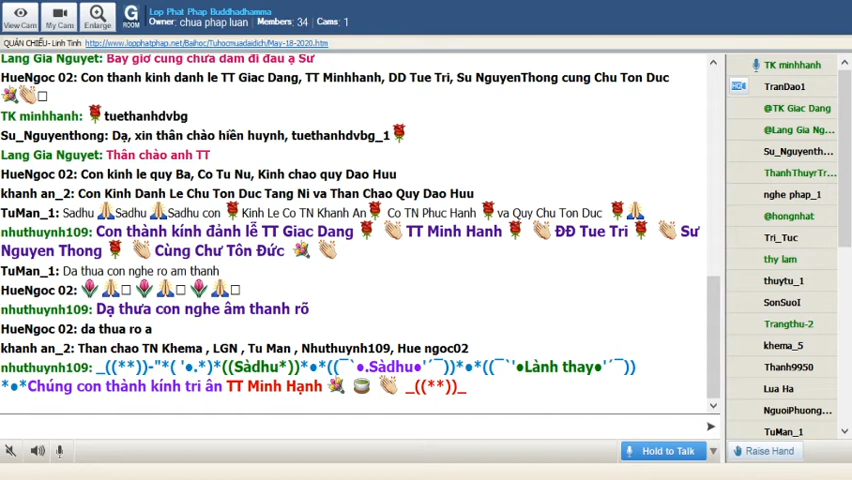 View Cam
My Cam
Enlarge
G
ROOM
Lop Phat Phap Buddhadhamma
Owner: chua phap luan Members: 34 Cams: 1
QUÁN CHIẾU- Linh Tinh http://www.lopphatphap.net/Baihoc/Tuhocmuadaidich/May-18-2020.htm
Lang Gia Nguyet: Bây giờ cũng chưa dám đi đâu ạ Sư
HueNgoc 02: Con thanh kinh danh le TT Giac Dang, TT Minhhanh, DD Tue Tri, Su NguyenThong cung Chu Ton Duc
TK minhhanh: tuethanhdvbg
Su_Nguyenthong: Dạ, xin thân chào hiền huynh, tuethanhdvbg_1
Lang Gia Nguyet: Thân chào anh TT
HueNgoc 02: Con kinh le quy Ba, Co Tu Nu, Kinh chao quy Dao Huu
khanh an_2: Con Kinh Danh Le Chu Ton Duc Tang Ni va Than Chao Quy Dao Huu
TuMan_1: Sadhu Sadhu Sadhu con Kinh Le Co TN Khanh An Co TN Phuc Hanh va Quy Chu Ton Duc
nhuthuynh109: Con thành kính đảnh lễ TT Giac Dang TT Minh Hanh ĐĐ Tue Tri Sư
Nguyen Thong Cùng Chư Tôn Đức
TuMan_1: Da thua con nghe ro am thanh
HueNgoc 02:
nhuthuynh109: Dạ thưa con nghe âm thanh rõ
HueNgoc 02: da thua ro a
khanh an_2: Than chao TN Khema , LGN , Tu Man , Nhuthuynh109, Hue ngoc02
nhuthuynh109: _((**))-"*( '●.*)*((Sàdhu*))*●*((¯`●.Sàdhu●'´¯))*●*((¯`'●Lành thay●'´¯))
*●*Chúng con thành kính tri ân TT Minh Hạnh _((**))_
Hold to Talk
TK minhhanh
HD
TranDao1
@TK Giac Dang
@Lang Gia Ng...
Su_Nguyenth...
ThanhThuyrTr...
nghe phap_1
@hongnhat
Tri_Tuc
thy lam
thuytu_1
SonSuoI
Trangthu-2
khema_5
Thanh9950
Lua Ha
NguoiPhuong...
TuMan_1
Raise Hand